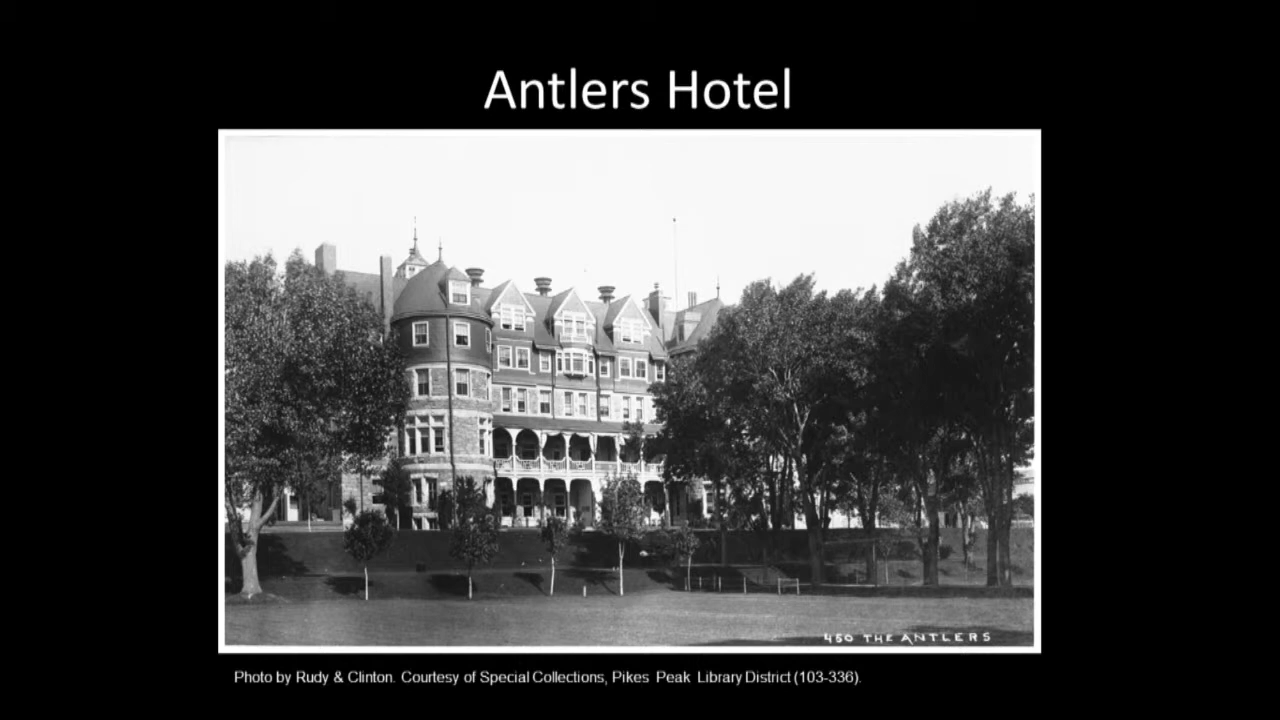 Antlers Hotel
450 THE ANTLERS
Photo by Rudy & Clinton. Courtesy of Special Collections, Pikes Peak Library District (103-336).